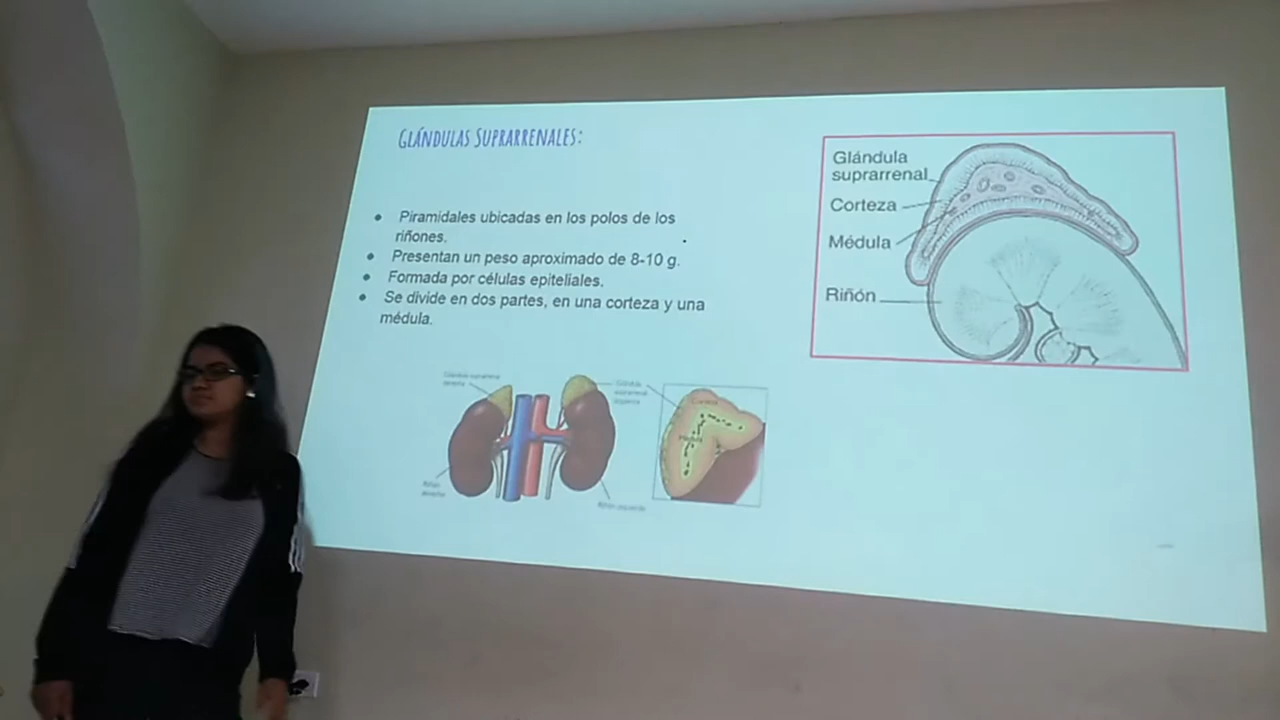 GLÁNDULAS SUPRARRENALES:
• Piramidales ubicadas en los polos de los
riñones.
• Presentan un peso aproximado de 8-10 g.
• Formada por células epiteliales.
• Se divide en dos partes, en una corteza y una
médula.
Glándula
suprarrenal
Corteza
Médula
Riñón